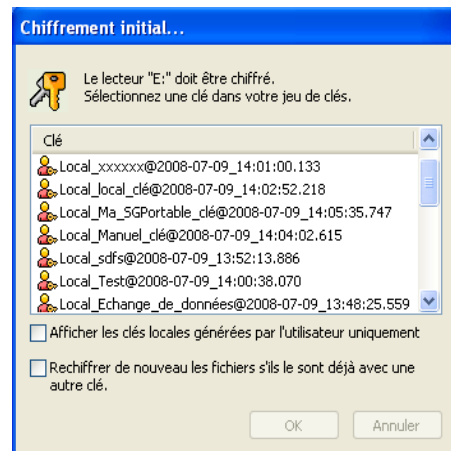 Chiffrement initial...
Le lecteur "E:" doit être chiffré.
Sélectionnez une clé dans votre jeu de clés.
Clé
Local_xxxxxx@2008-07-09_14:01:00.133
Local_local_clé@2008-07-09_14:02:52.218
Local_Ma_SGPortable_clé@2008-07-09_14:05:35.747
Local_Manuel_clé@2008-07-09_14:04:02.615
Local_sdfs@2008-07-09_13:52:13.886
Local_Test@2008-07-09_14:00:38.070
Local_Echange_de_données@2008-07-09_13:48:25.559
Afficher les clés locales générées par l'utilisateur uniquement
Rechiffrer de nouveau les fichiers s'ils le sont déjà avec une
autre clé.
OK Annuler